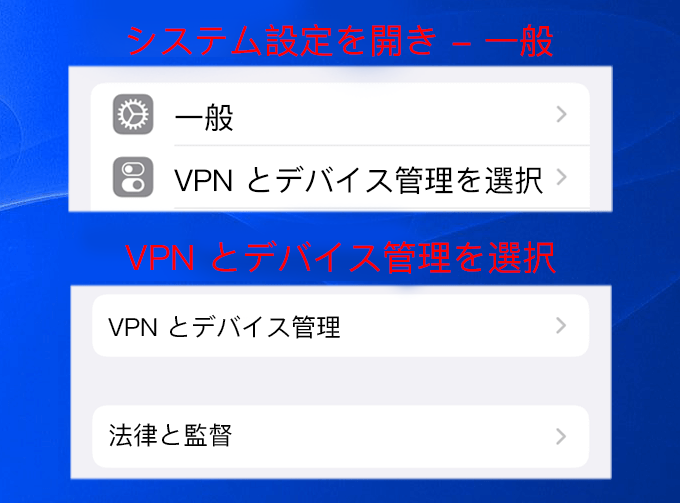 システム設定を開き – 一般
一般
VPN とデバイス管理を選択
VPN とデバイス管理を選択
VPN とデバイス管理
法律と監督